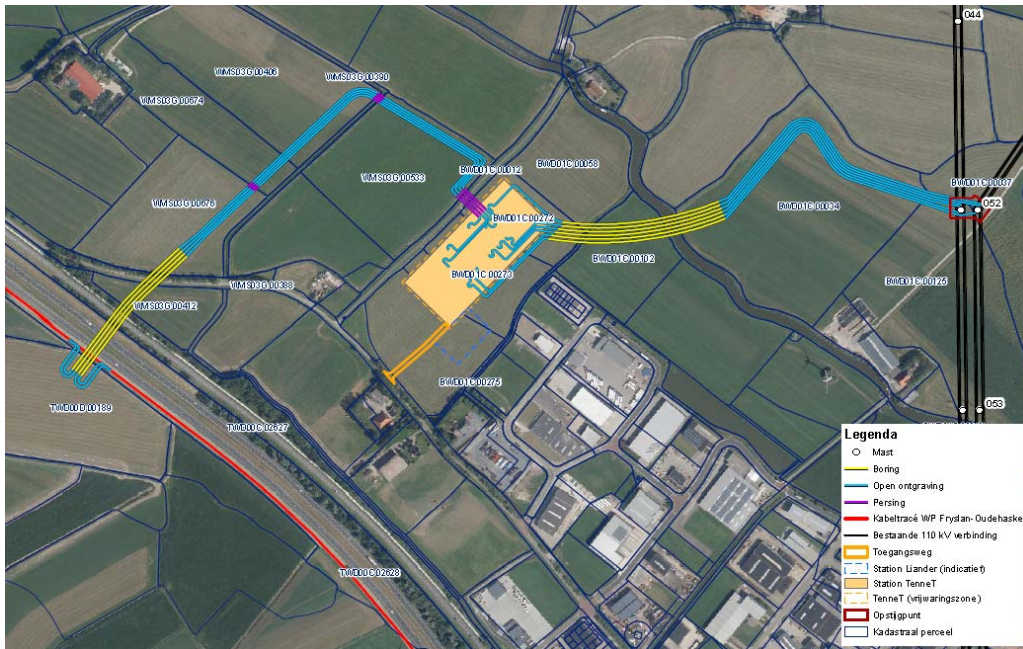 044
WMS03G 00406
WMS03G 00390
WMS03G 00674
BWD01C 00058
BWD01C 00012
WMS03G 00533
BWD01C 00037
WMS03G 00676
052
BWD01C 00034
BWD01C 00272
BWD01C 00102
BWD01C 00273
BWD01C 00125
WMS03G 00388
WMS03G 00412
BWD01C 00275
TWD00D 00189
053
TWD00C 02627
TWD00C 02628
Legenda
Mast
Boring
Open ontgraving
Persing
Kabeltracé WP Fryslan- Oudehaske
Bestaande 110 kV verbinding
Toegangsweg
Station Liander (indicatief)
Station TenneT
TenneT (vrijwaringszone)
Opstijgpunt
Kadastraal perceel